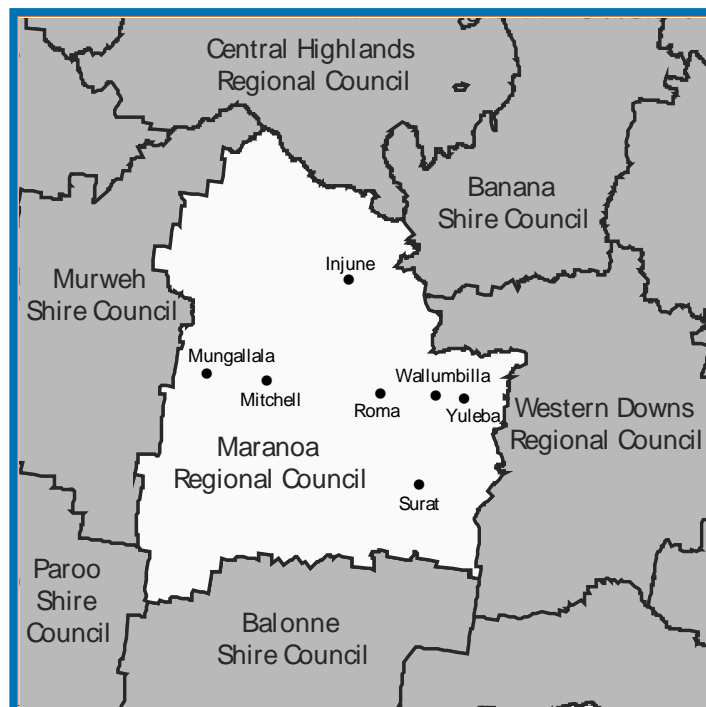 Central Highlands
Regional Council
Banana
Shire Council
Injune
Murweh
Shire Council
Mungallala
Mitchell
Wallumbilla
Roma
Yuleba
Western Downs
Regional Council
Maranoa
Regional Council
Surat
Paroo
Shire
Council
Balonne
Shire Council